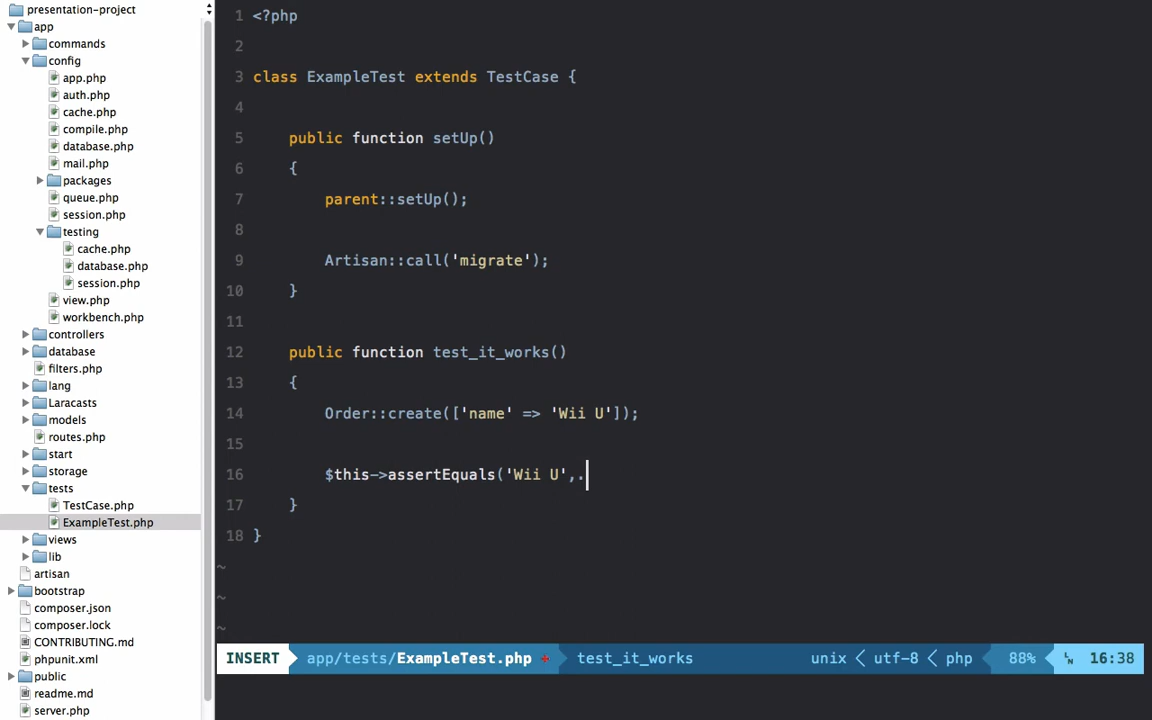 presentation-project
app
commands
config
app.php
auth.php
cache.php
compile.php
database.php
mail.php
packages
queue.php
session.php
testing
cache.php
database.php
session.php
view.php
workbench.php
controllers
database
filters.php
lang
Laracasts
models
routes.php
start
storage
tests
TestCase.php
ExampleTest.php
views
lib
artisan
bootstrap
composer.json
composer.lock
CONTRIBUTING.md
phpunit.xml
public
readme.md
server.php
1 <?php
2
3 class ExampleTest extends TestCase {
4
5     public function setUp()
6     {
7         parent::setUp();
8
9         Artisan::call('migrate');
10     }
11
12     public function test_it_works()
13     {
14         Order::create(['name' => 'Wii U']);
15
16         $this->assertEquals('Wii U',.
17     }
18 }
~
~
~
INSERT app/tests/ExampleTest.php + test_it_works unix < utf-8 < php 88% LN 16:38